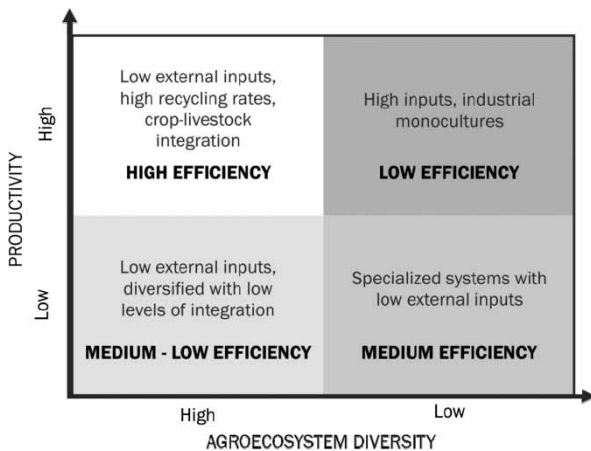 PRODUCTIVITY
High
Low
Low external inputs,
high recycling rates,
crop-livestock
integration
HIGH EFFICIENCY
High inputs, industrial
monocultures
LOW EFFICIENCY
Low external inputs,
diversified with low
levels of integration
MEDIUM - LOW EFFICIENCY
Specialized systems with
low external inputs
MEDIUM EFFICIENCY
High
Low
AGROECOSYSTEM DIVERSITY